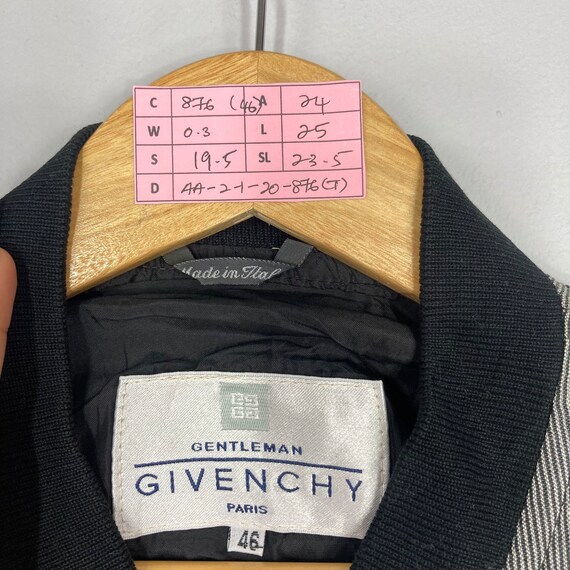 C 876 (46) A 24
W 0.3 L 25
S 19.5 SL 23.5
D AA-2-1-20-876(T)
Made in Ital
GENTLEMAN
GIVENCHY
PARIS
46